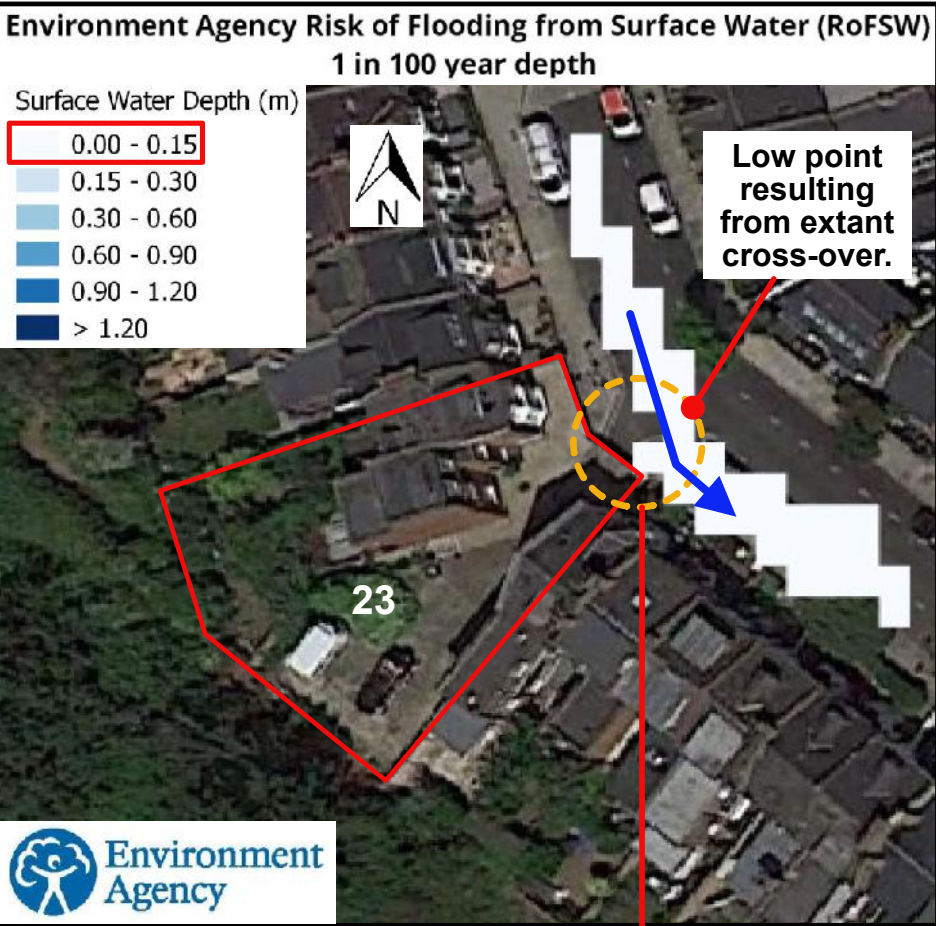 Environment Agency Risk of Flooding from Surface Water (RoFSW)
1 in 100 year depth
Surface Water Depth (m)
0.00 - 0.15
0.15 - 0.30
0.30 - 0.60
0.60 - 0.90
0.90 - 1.20
> 1.20
N
Low point
resulting
from extant
cross-over.
23
Environment
Agency